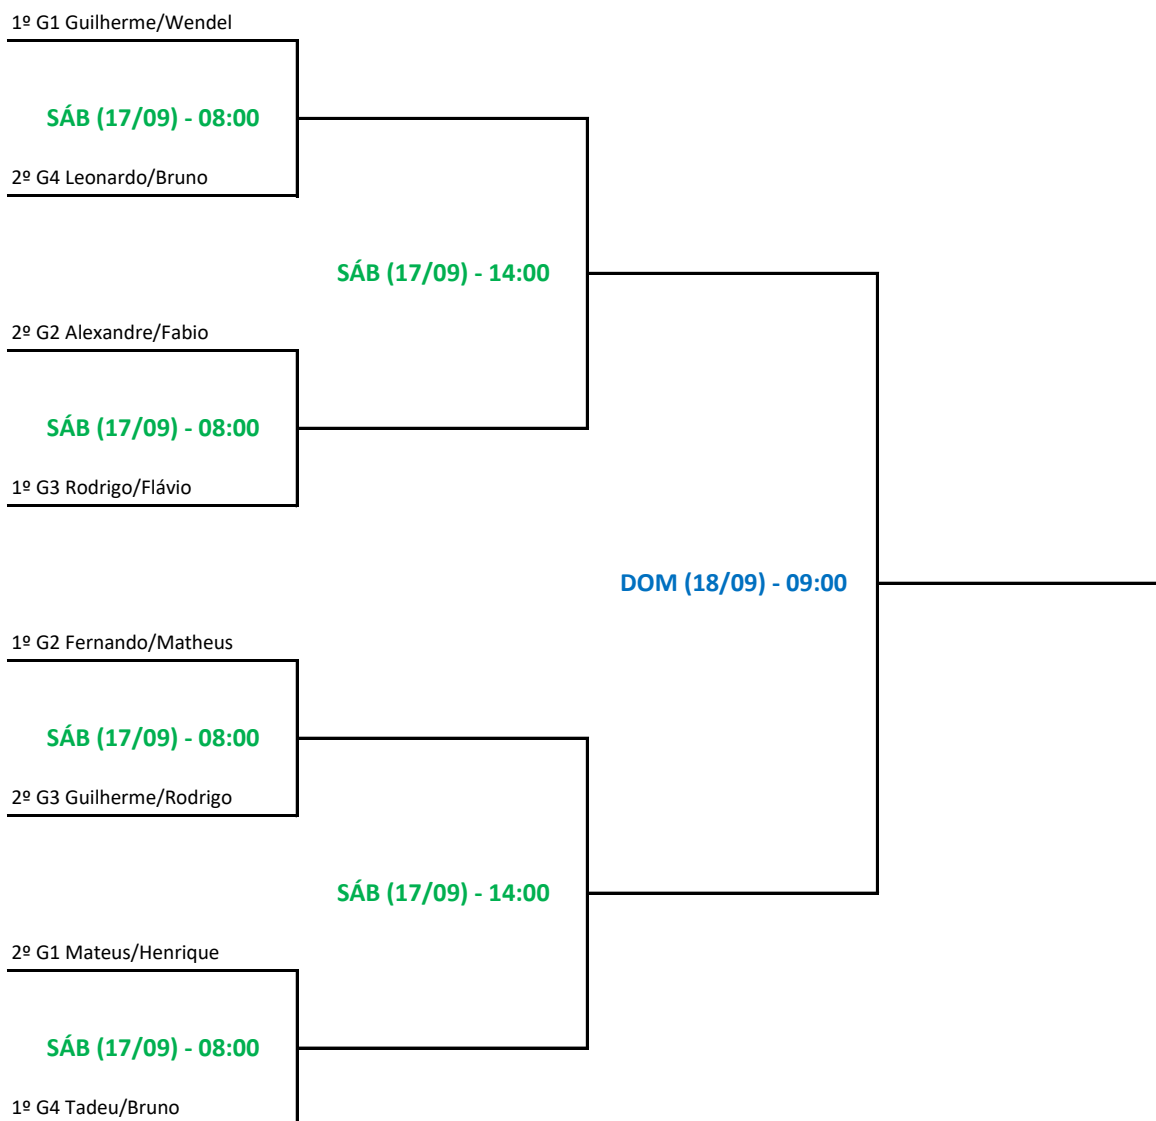 1º G1 Guilherme/Wendel
SÁB (17/09) - 08:00
2º G4 Leonardo/Bruno
SÁB (17/09) - 14:00
2º G2 Alexandre/Fabio
SÁB (17/09) - 08:00
1º G3 Rodrigo/Flávio
DOM (18/09) - 09:00
1º G2 Fernando/Matheus
SÁB (17/09) - 08:00
2º G3 Guilherme/Rodrigo
SÁB (17/09) - 14:00
2º G1 Mateus/Henrique
SÁB (17/09) - 08:00
1º G4 Tadeu/Bruno